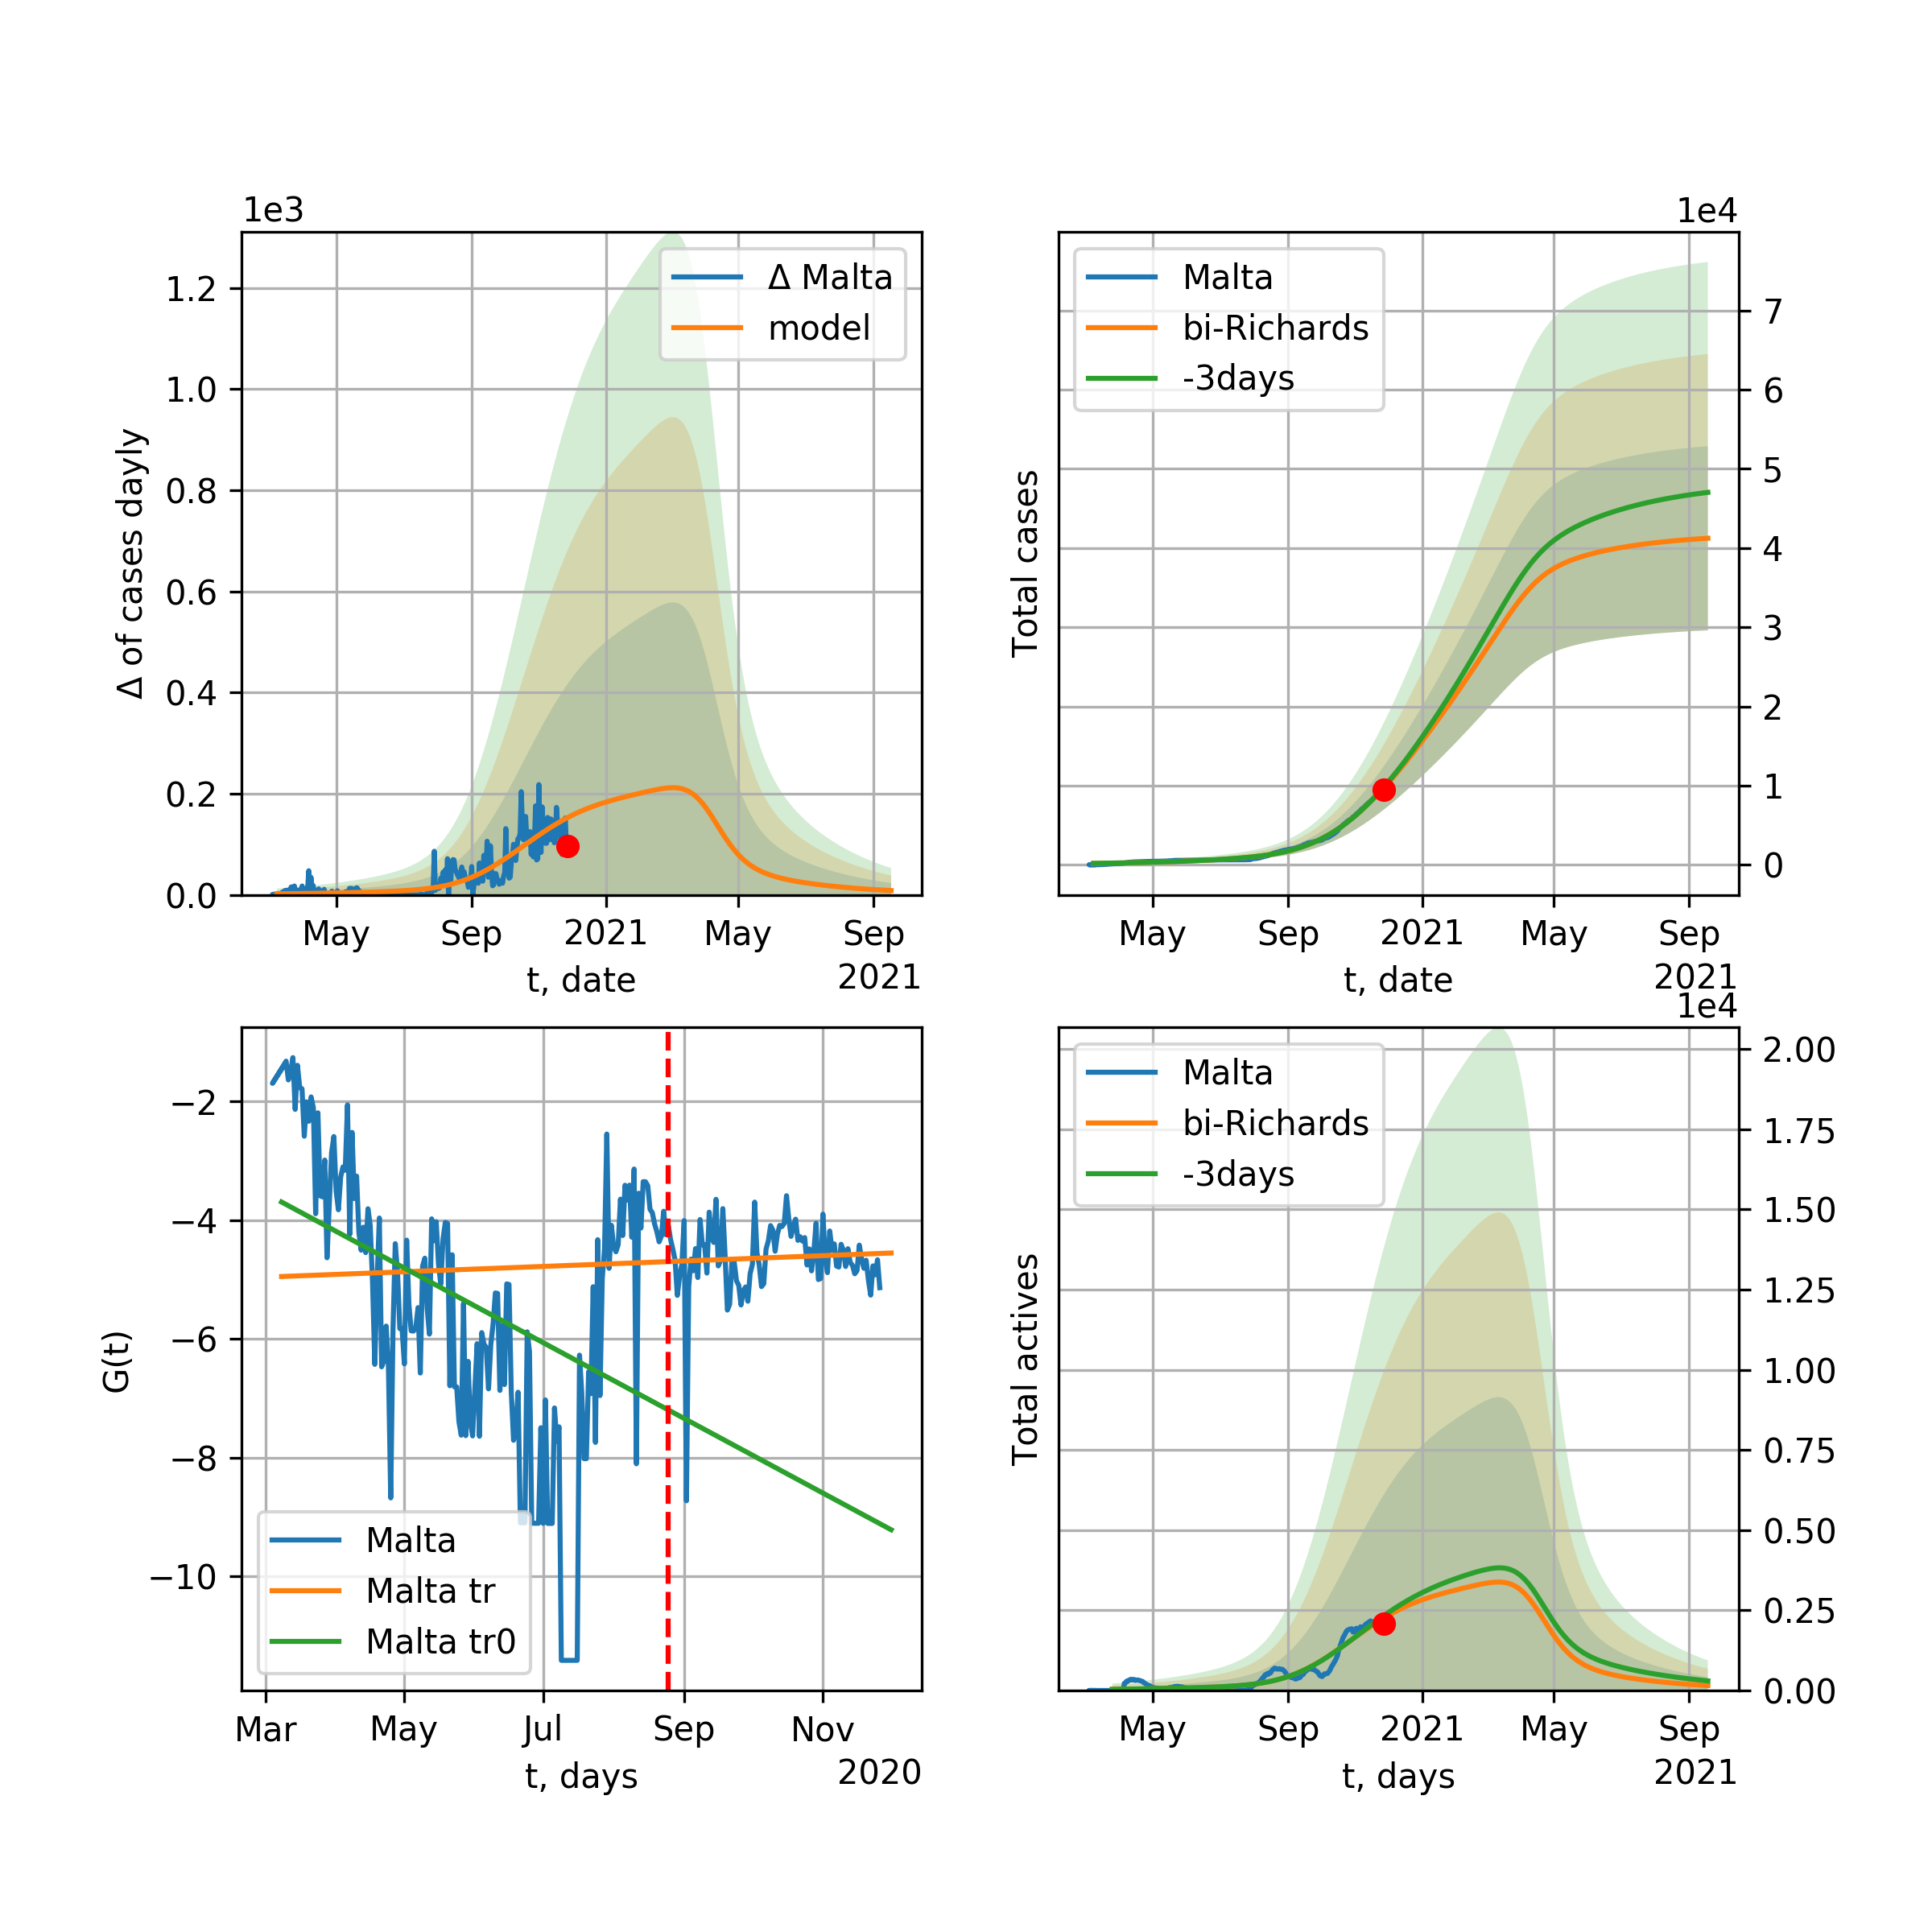 1e3
Δ of cases dayly
1.2
1.0
0.8
0.6
0.4
0.2
0.0
Δ Malta
model
May
Sep
2021
May
Sep
t, date
2021
1e4
Total cases
Malta
bi-Richards
-3days
7
6
5
4
3
2
1
0
May
Sep
2021
May
Sep
t, date
2021
G(t)
−2
−4
−6
−8
−10
Malta
Malta tr
Malta tr0
Mar
May
Jul
Sep
Nov
t, days
2020
1e4
Total actives
Malta
bi-Richards
-3days
2.00
1.75
1.50
1.25
1.00
0.75
0.50
0.25
0.00
May
Sep
2021
May
Sep
t, days
2021